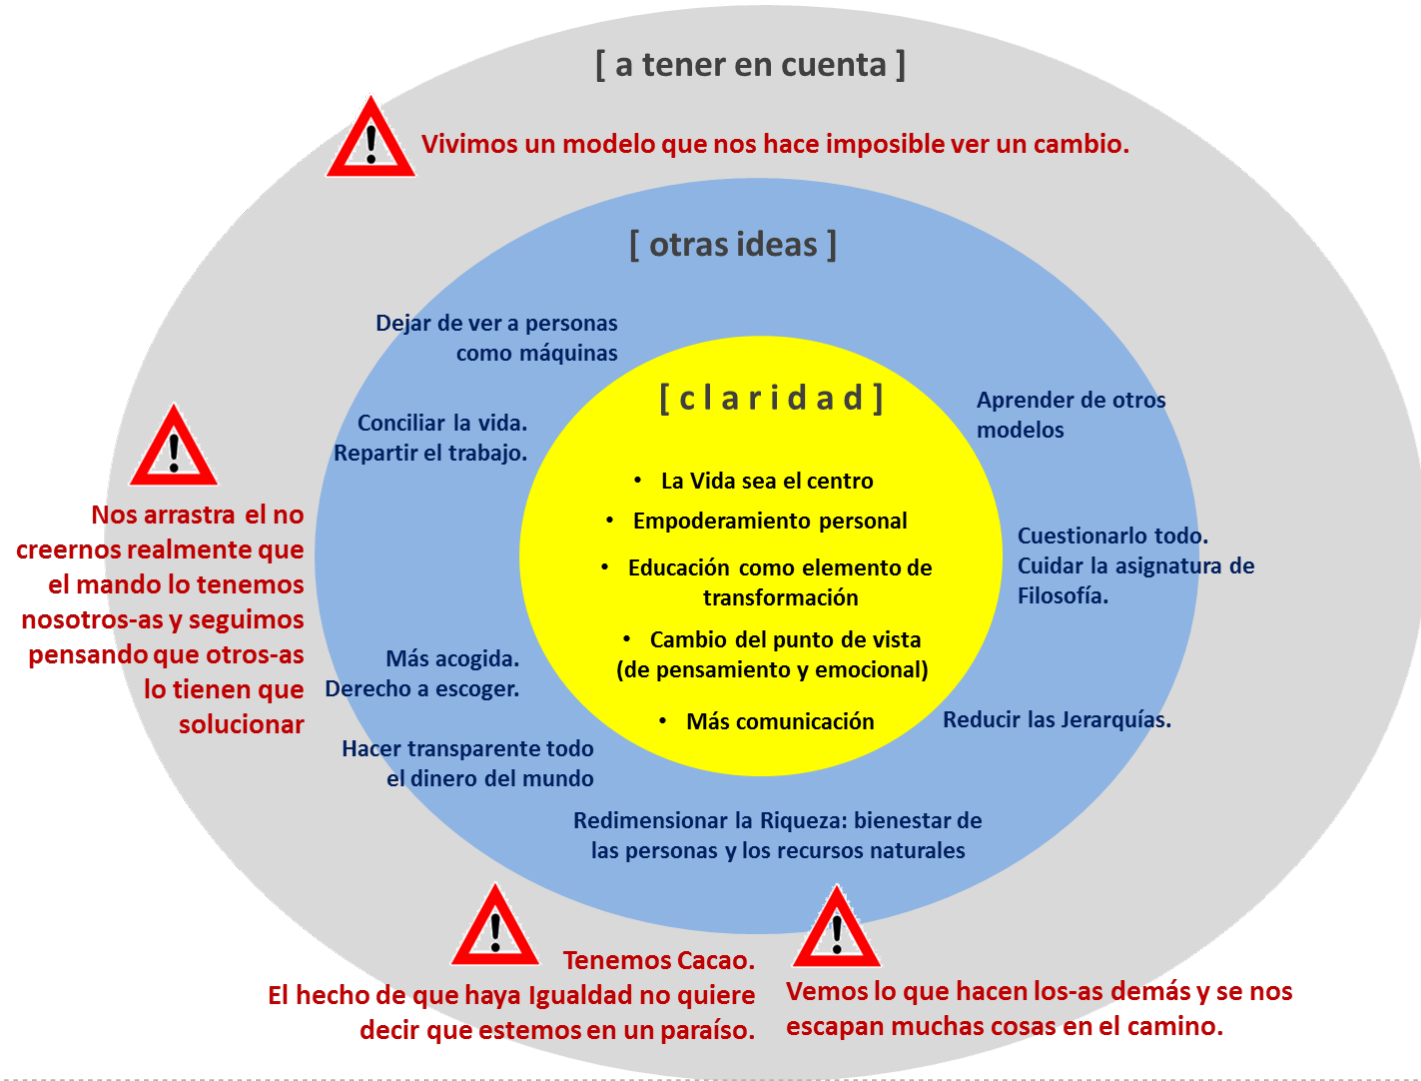 [ a tener en cuenta ]
Vivimos un modelo que nos hace imposible ver un cambio.
[ otras ideas ]
Dejar de ver a personas
como máquinas
Conciliar la vida.
Repartir el trabajo.
[ c l a r i d a d ]
• La Vida sea el centro
• Empoderamiento personal
• Educación como elemento de
transformación
• Cambio del punto de vista
(de pensamiento y emocional)
• Más comunicación
Aprender de otros
modelos
Cuestionarlo todo.
Cuidar la asignatura de
Filosofía.
Reducir las Jerarquías.
Nos arrastra el no
creernos realmente que
el mando lo tenemos
nosotros-as y seguimos
pensando que otros-as
lo tienen que
solucionar
Más acogida.
Derecho a escoger.
Hacer transparente todo
el dinero del mundo
Redimensionar la Riqueza: bienestar de
las personas y los recursos naturales
Tenemos Cacao.
El hecho de que haya Igualdad no quiere
decir que estemos en un paraíso.
Vemos lo que hacen los-as demás y se nos
escapan muchas cosas en el camino.